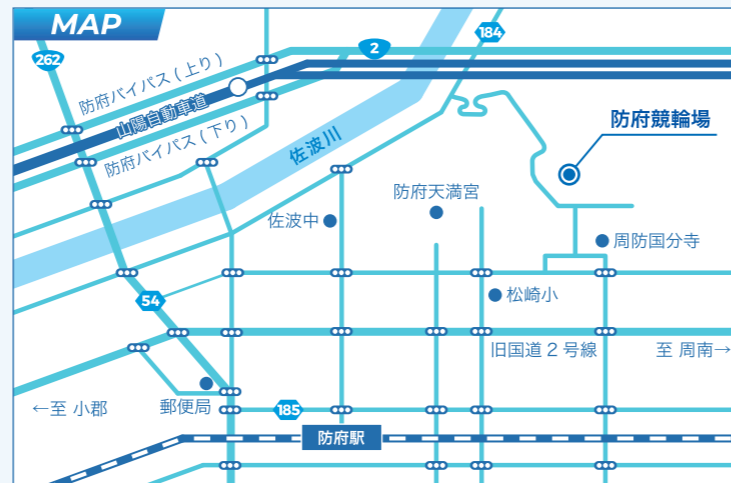 MAP
262
184
2
防府バイパス(上り)
山陽自動車道
防府バイパス(下り)
佐波川
防府競輪場
防府天満宮
佐波中
周防国分寺
54
松崎小
旧国道2号線
至 周南→
←至 小郡
郵便局
185
防府駅